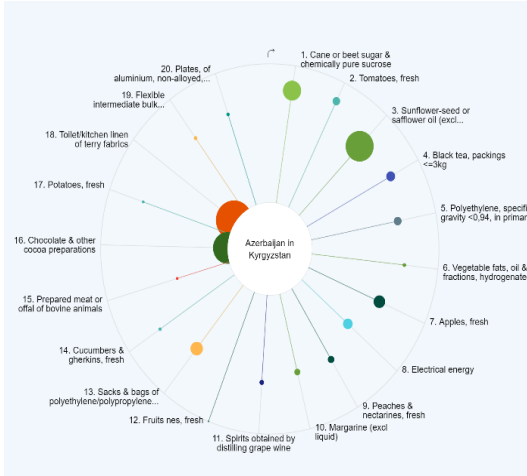 1. Cane or beet sugar &
chemically pure sucrose
2. Tomatoes, fresh
3. Sunflower-seed or
safflower oil (excl...
4. Black tea, packings
<=3kg
5. Polyethylene, specifi
gravity <0,94, in primar
6. Vegetable fats, oil &
fractions, hydrogenate
7. Apples, fresh
8. Electrical energy
9. Peaches &
nectarines, fresh
10. Margarine (excl
liquid)
11. Spirits obtained by
distilling grape wine
12. Fruits nes, fresh
13. Sacks & bags of
polyethylene/polypropylene...
14. Cucumbers &
gherkins, fresh
15. Prepared meat or
offal of bovine animals
16. Chocolate & other
cocoa preparations
17. Potatoes, fresh
18. Toilet/kitchen linen
of terry fabrics
19. Flexible
intermediate bulk...
20. Plates, of
aluminium, non-alloyed,...
Azerbaijan in
Kyrgyzstan